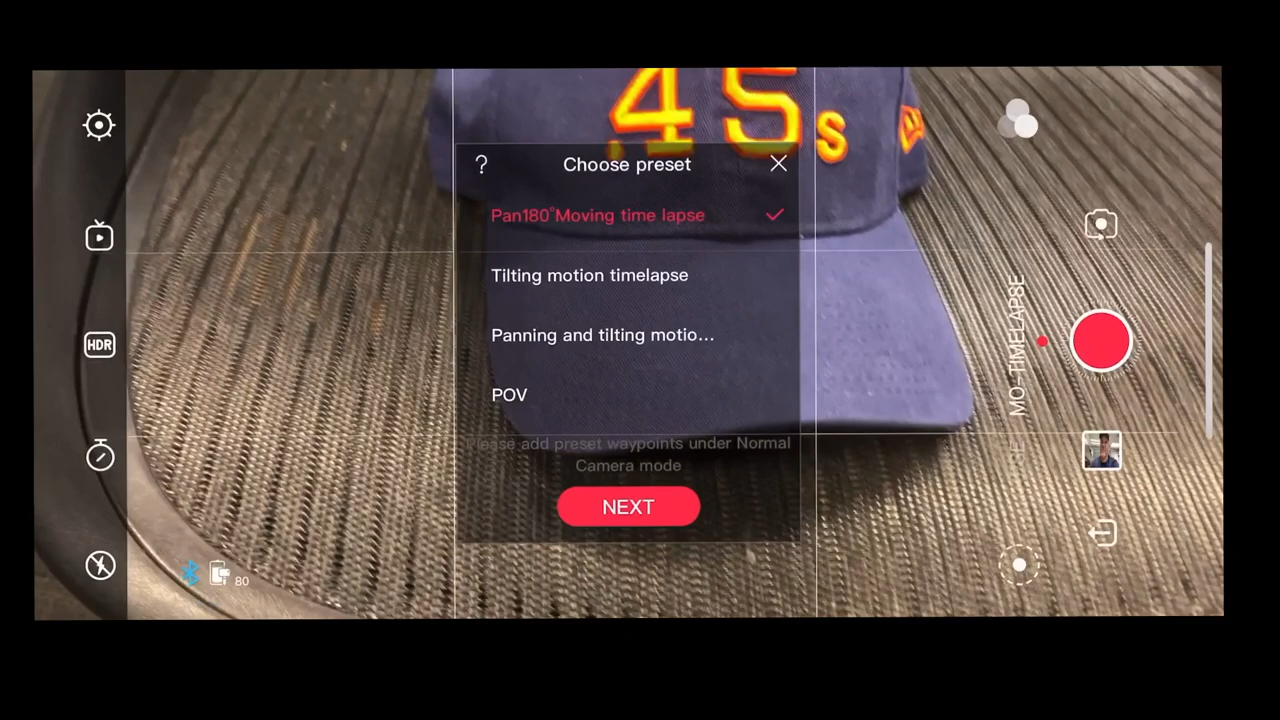 .45s
? Choose preset
Pan180°Moving time lapse
Tilting motion timelapse
Panning and tilting motio...
POV
Please add preset waypoints under Normal
Camera mode
NEXT
HDR
80
MO-TIMELAPSE